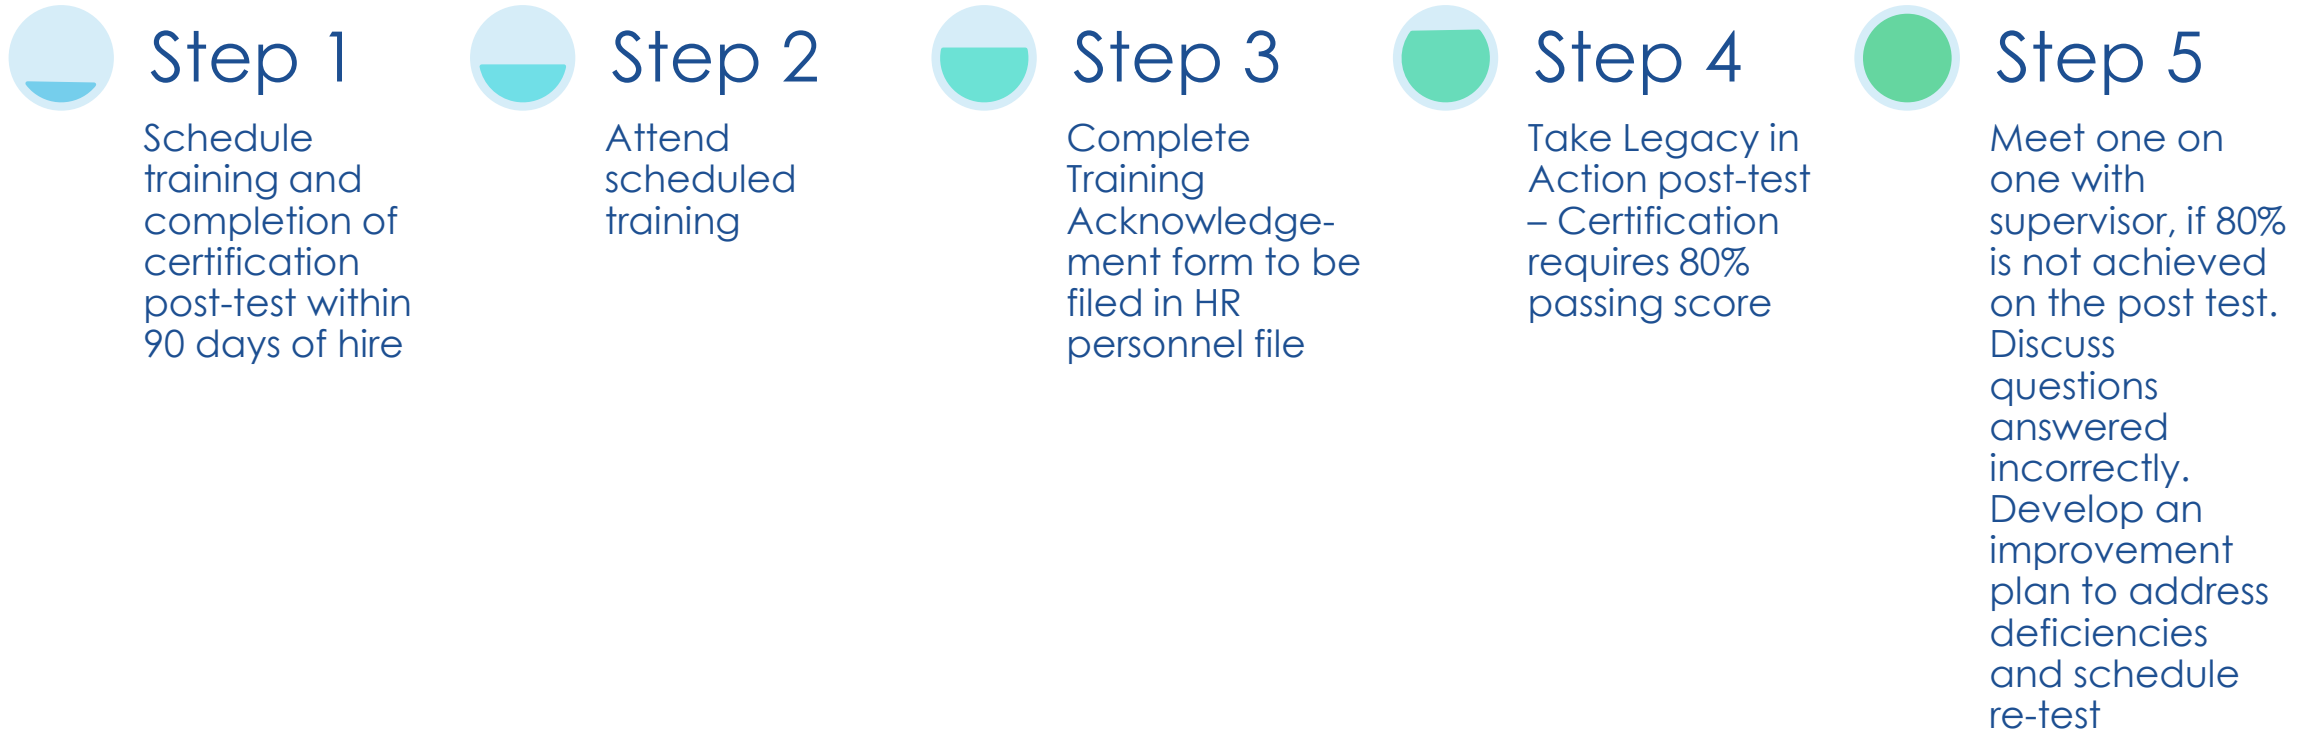 Step 1
Schedule
training and
completion of
certification
post-test within
90 days of hire
Step 2
Attend
scheduled
training
Step 3
Complete
Training
Acknowledge-
ment form to be
filed in HR
personnel file
Step 4
Take Legacy in
Action post-test
– Certification
requires 80%
passing score
Step 5
Meet one on
one with
supervisor, if 80%
is not achieved
on the post test.
Discuss
questions
answered
incorrectly.
Develop an
improvement
plan to address
deficiencies
and schedule
re-test